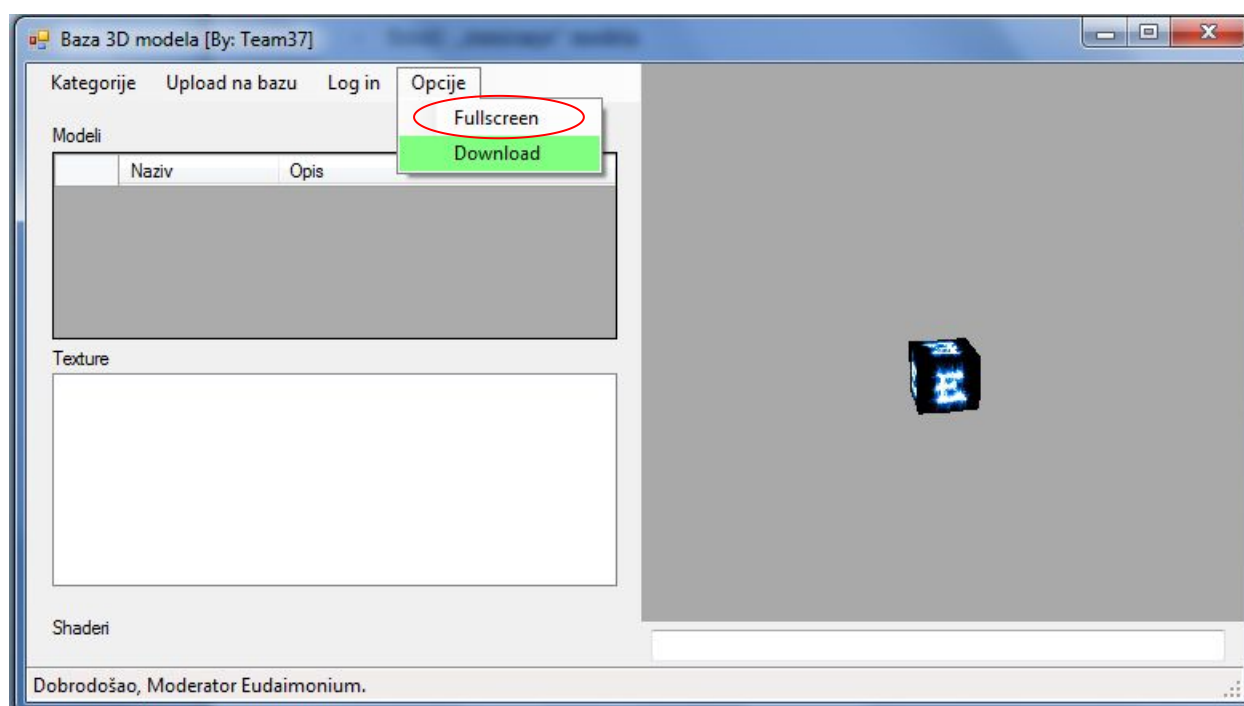 Baza 3D modela [By: Team37]
Kategorije Upload na bazu Log in Opcije
Fullscreen
Download
Modeli
Naziv Opis
Texture
E
Shaderi
Dobrodošao, Moderator Eudaimonium.